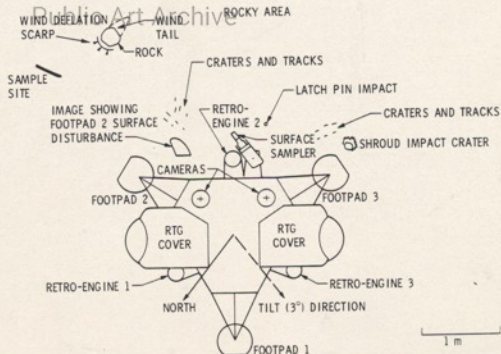 Public Art Archive
ROCKY AREA
WIND DEFLATION
SCARP
WIND
TAIL
ROCK
CRATERS AND TRACKS
SAMPLE
SITE
LATCH PIN IMPACT
IMAGE SHOWING
FOOTPAD 2 SURFACE
DISTURBANCE
RETRO-
ENGINE 2
CRATERS AND TRACKS
SURFACE
SAMPLER
SHROUD IMPACT CRATER
CAMERAS
FOOTPAD 2
FOOTPAD 3
RTG
COVER
RTG
COVER
RETRO-ENGINE 1
RETRO-ENGINE 3
NORTH
TILT (3°) DIRECTION
1 m
FOOTPAD 1